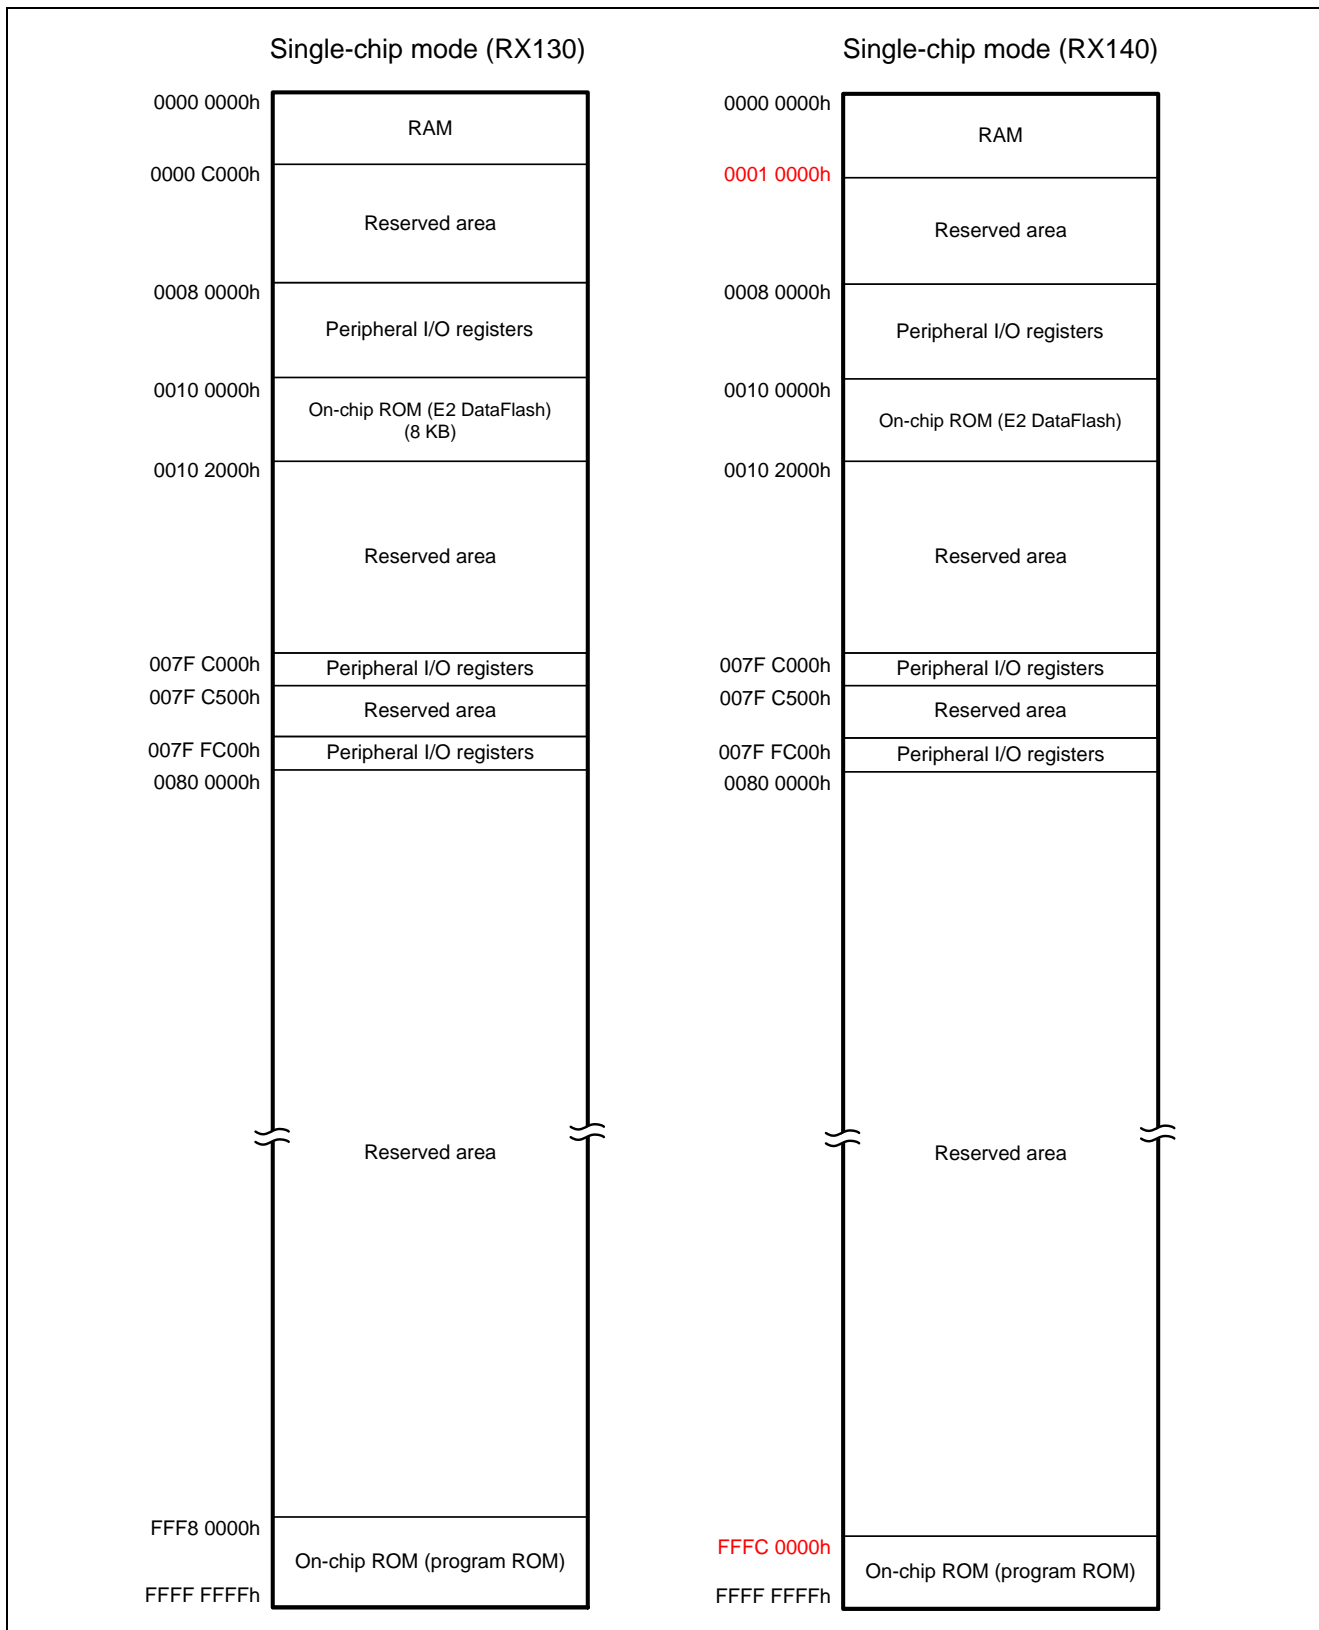 Single-chip mode (RX130)
0000 0000h
RAM
0000 C000h
Reserved area
0008 0000h
Peripheral I/O registers
0010 0000h
On-chip ROM (E2 DataFlash)
(8 KB)
0010 2000h
Reserved area
007F C000h
Peripheral I/O registers
007F C500h
Reserved area
007F FC00h
Peripheral I/O registers
0080 0000h
Reserved area
FFF8 0000h
On-chip ROM (program ROM)
FFFF FFFFh
Single-chip mode (RX140)
0000 0000h
RAM
0001 0000h
Reserved area
0008 0000h
Peripheral I/O registers
0010 0000h
On-chip ROM (E2 DataFlash)
0010 2000h
Reserved area
007F C000h
Peripheral I/O registers
007F C500h
Reserved area
007F FC00h
Peripheral I/O registers
0080 0000h
Reserved area
FFFC 0000h
On-chip ROM (program ROM)
FFFF FFFFh